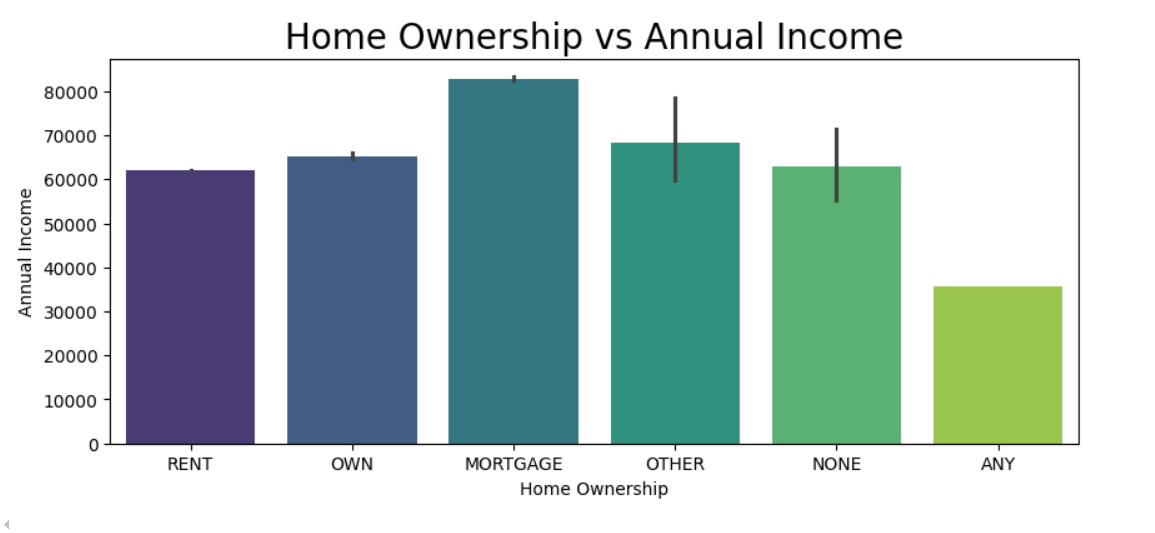 Home Ownership vs Annual Income
Annual Income
80000
70000
60000
50000
40000
30000
20000
10000
0
RENT OWN MORTGAGE OTHER NONE ANY
Home Ownership